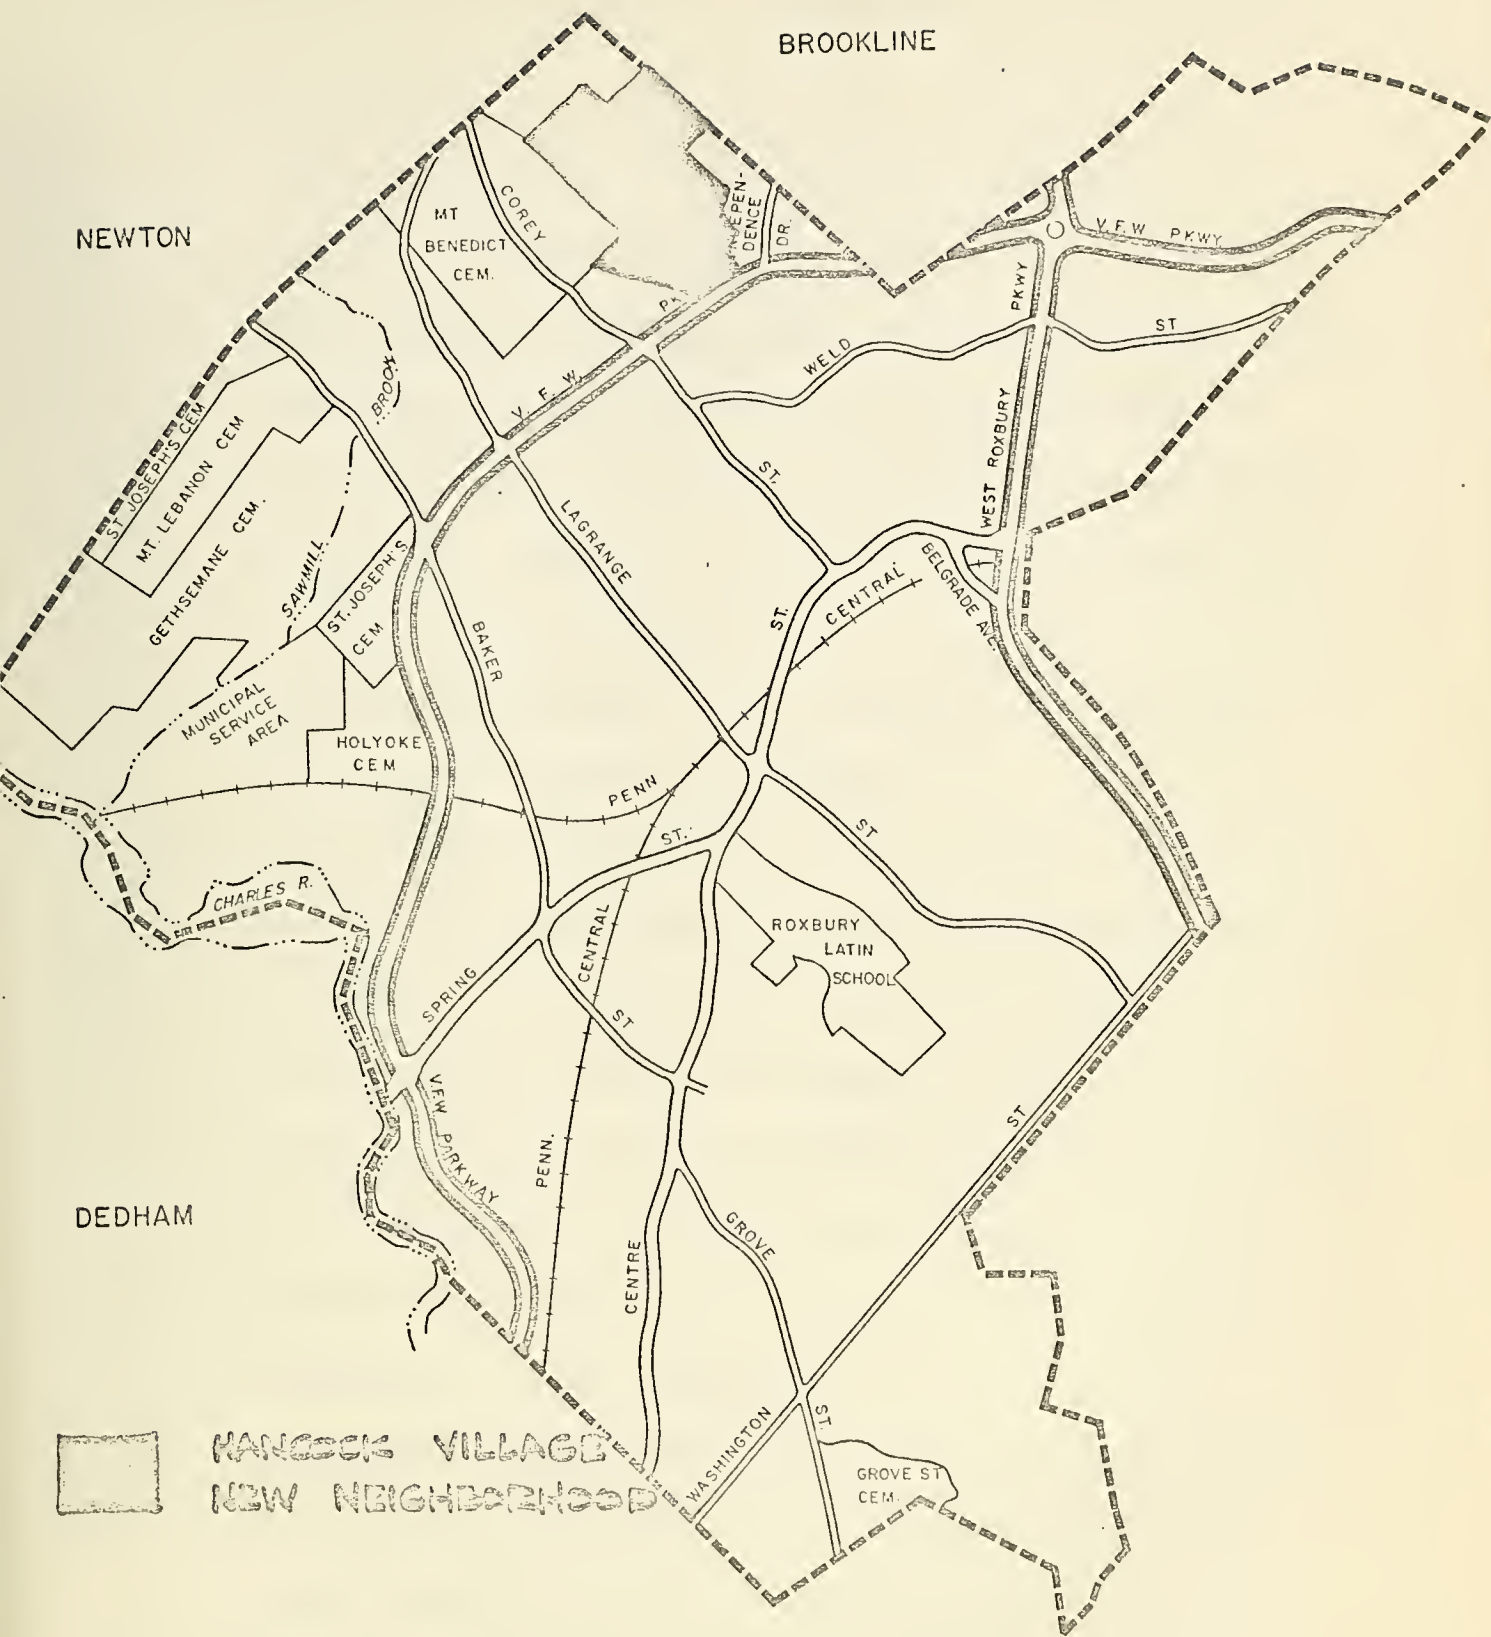 BROOKLINE
NEWTON
MT
BENEDICT
CEM.
COREY
INDEPEN-
DENCE
DR.
V.F.W. PKWY
PKWY
WELD
ST
PK
V. F. W.
BROOK
ST JOSEPH'S CEM
MT. LEBANON CEM
GETHSEMANE CEM.
SAWMILL
ST. JOSEPH'S
CEM
LAGRANGE
ST.
WEST ROXBURY
BELGRADE AVE.
CENTRAL
ST.
BAKER
MUNICIPAL
SERVICE
AREA
HOLYOKE
CEM
PENN
ST.
ST
CHARLES R.
ROXBURY
LATIN
SCHOOL
CENTRAL
SPRING
ST
V.F.W. PARKWAY
PENN.
ST
DEDHAM
GROVE
CENTRE
WASHINGTON
ST.
GROVE ST
CEM.
HANCOCK VILLAGE
NEW NEIGHBORHOOD